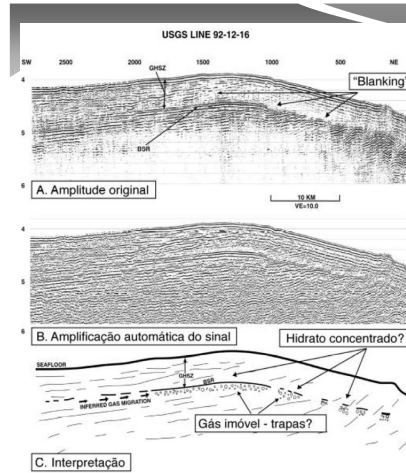 USGS LINE 92-12-16
SW 2500 2000 1500 1000 500 NE
GHSZ
4
"Blanking"
5
BSR
6
A. Amplitude original
10 KM
VE=10.0
4
5
6
B. Amplificação automática do sinal
Hidrato concentrado?
SEAFLOOR
GHSZ
BSR
INFERRED GAS MIGRATION
Gás imóvel - trapas?
C. Interpretação